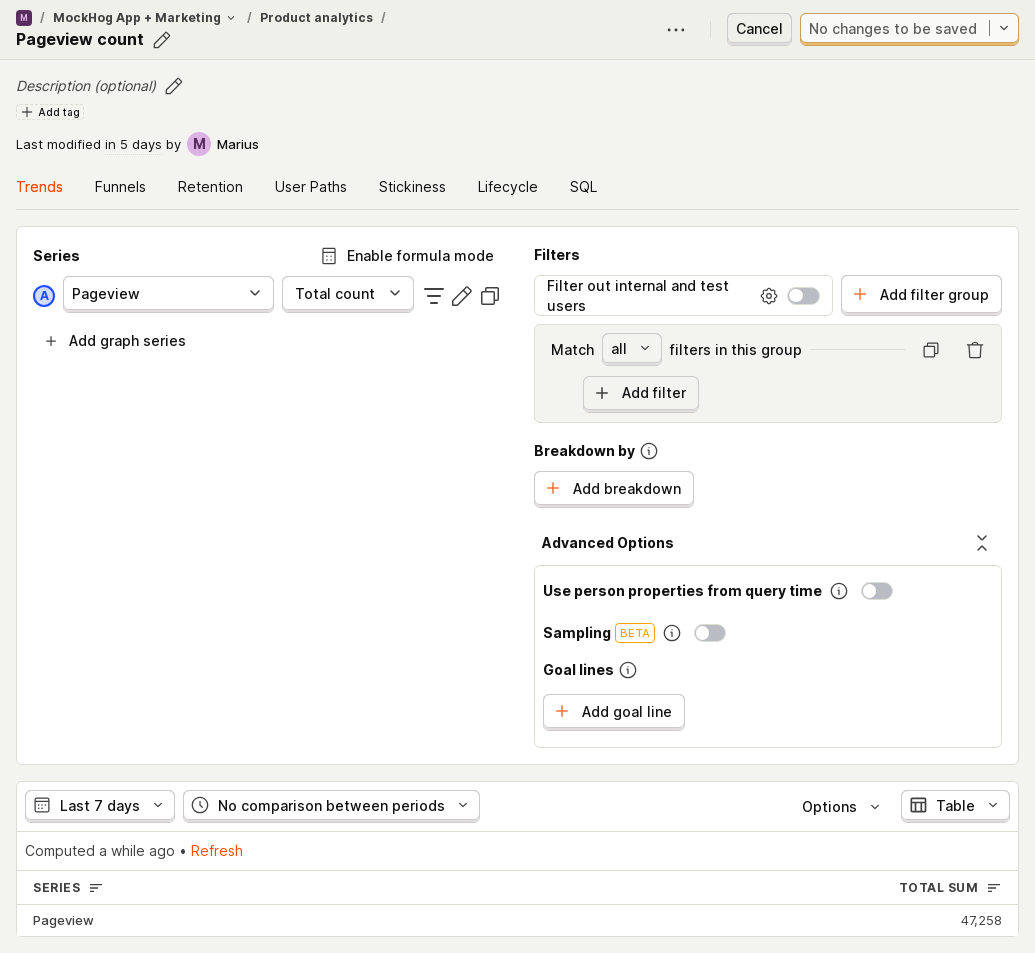 M / MockHog App + Marketing / Product analytics /
Pageview count
Cancel
No changes to be saved
Description (optional)
Add tag
Last modified in 5 days by M Marius
Trends Funnels Retention User Paths Stickiness Lifecycle SQL
Series
Enable formula mode
A Pageview Total count
Add graph series
Filters
Filter out internal and test
users
Add filter group
Match all filters in this group
Add filter
Breakdown by
Add breakdown
Advanced Options
Use person properties from query time
Sampling BETA
Goal lines
Add goal line
Last 7 days No comparison between periods Options Table
Computed a while ago • Refresh
SERIES TOTAL SUM
Pageview 47,258